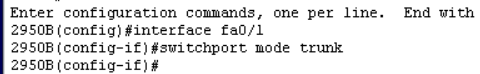 Enter configuration commands, one per line.  End with
2950B(config)#interface fa0/1
2950B(config-if)#switchport mode trunk
2950B(config-if)#